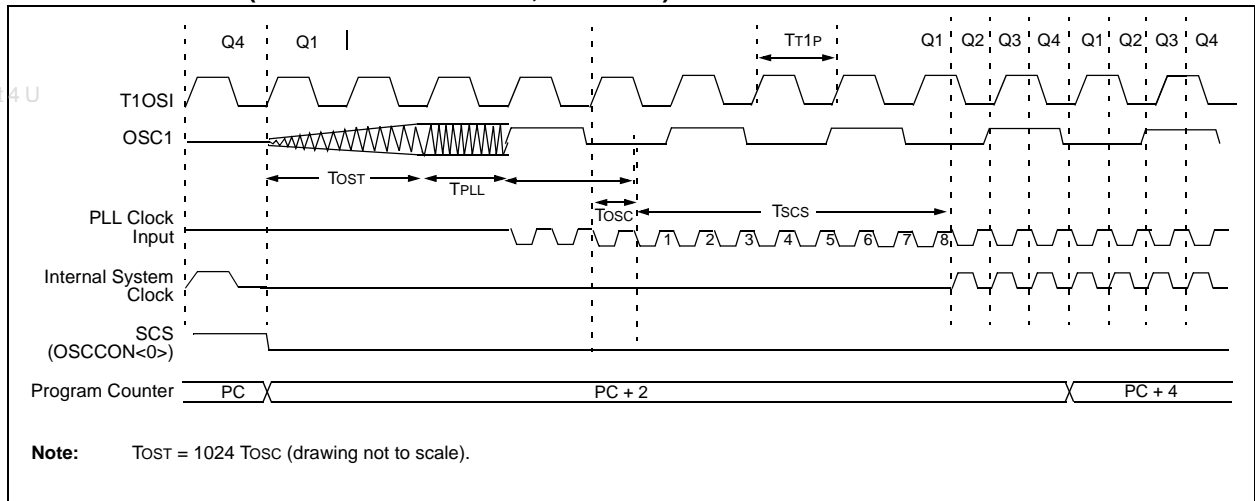 Q4 Q1 TT1P Q1 Q2 Q3 Q4 Q1 Q2 Q3 Q4
t 4 U
T1OSI
OSC1
TOST
TPLL
TOSC
TSCS
PLL Clock
Input
1 2 3 4 5 6 7 8
Internal System
Clock
SCS
(OSCCON<0>)
Program Counter PC PC + 2 PC + 4
Note: TOST = 1024 TOSC (drawing not to scale).